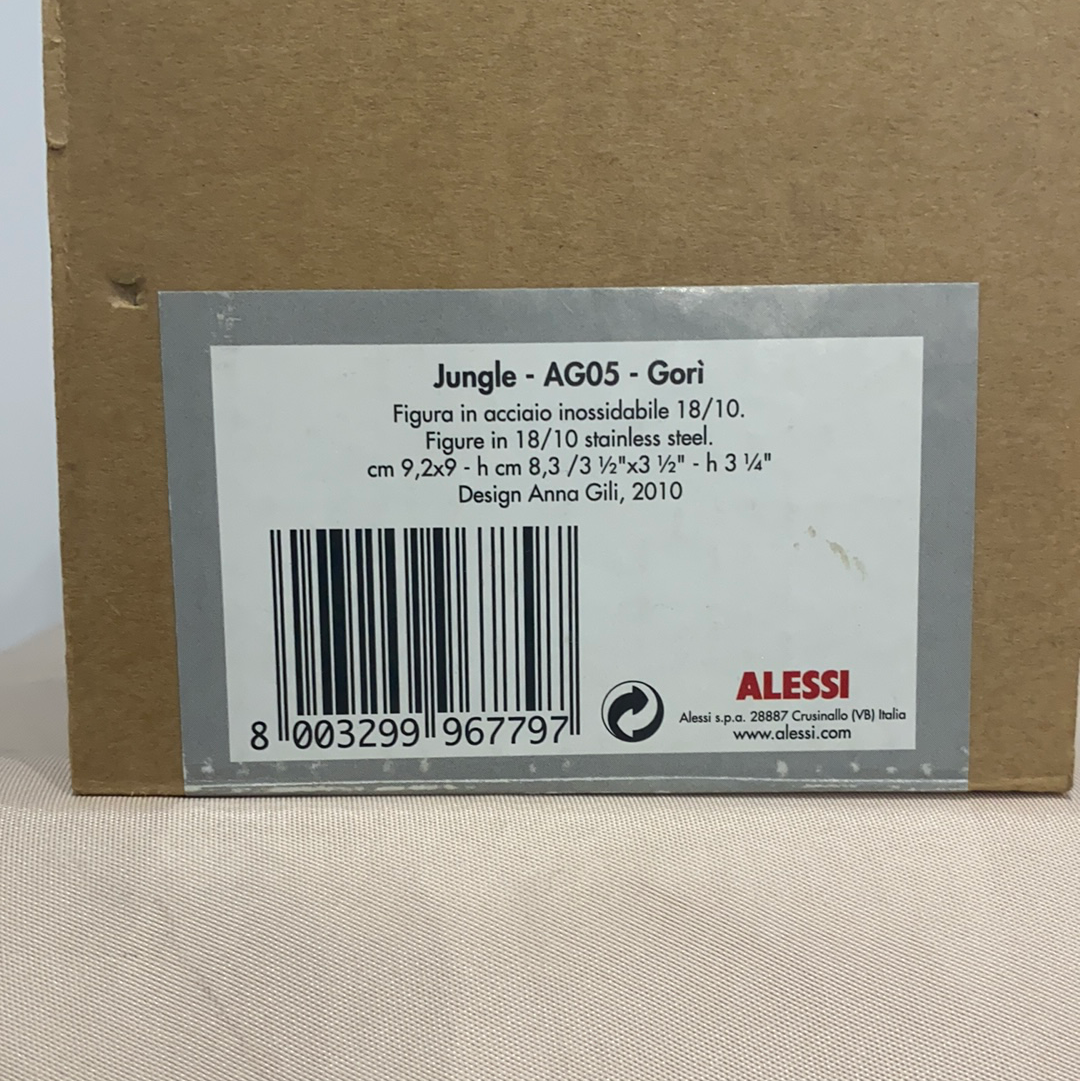 Jungle - AG05 - Gorì
Figura in acciaio inossidabile 18/10.
Figure in 18/10 stainless steel.
cm 9,2x9 - h cm 8,3 /3 ½"x3 ½" - h 3 ¼"
Design Anna Gili, 2010
8 003299 967797
ALESSI
Alessi s.p.a. 28887 Crusinallo (VB) Italia
www.alessi.com